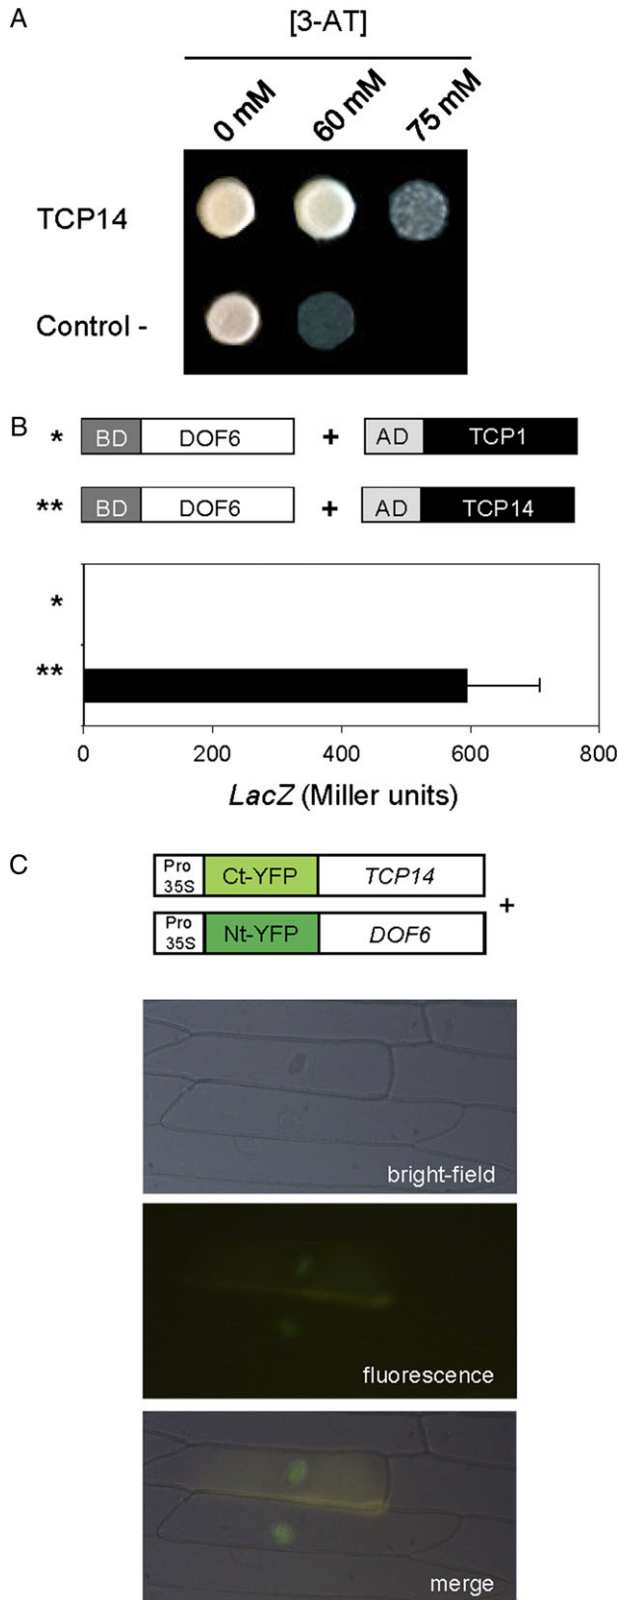 A
[3-AT]
0 mM 60 mM 75 mM
TCP14
Control -
B
* BD DOF6 + AD TCP1
** BD DOF6 + AD TCP14
*
**
0 200 400 600 800
LacZ (Miller units)
C
Pro 35S Ct-YFP TCP14
+
Pro 35S Nt-YFP DOF6
bright-field
fluorescence
merge